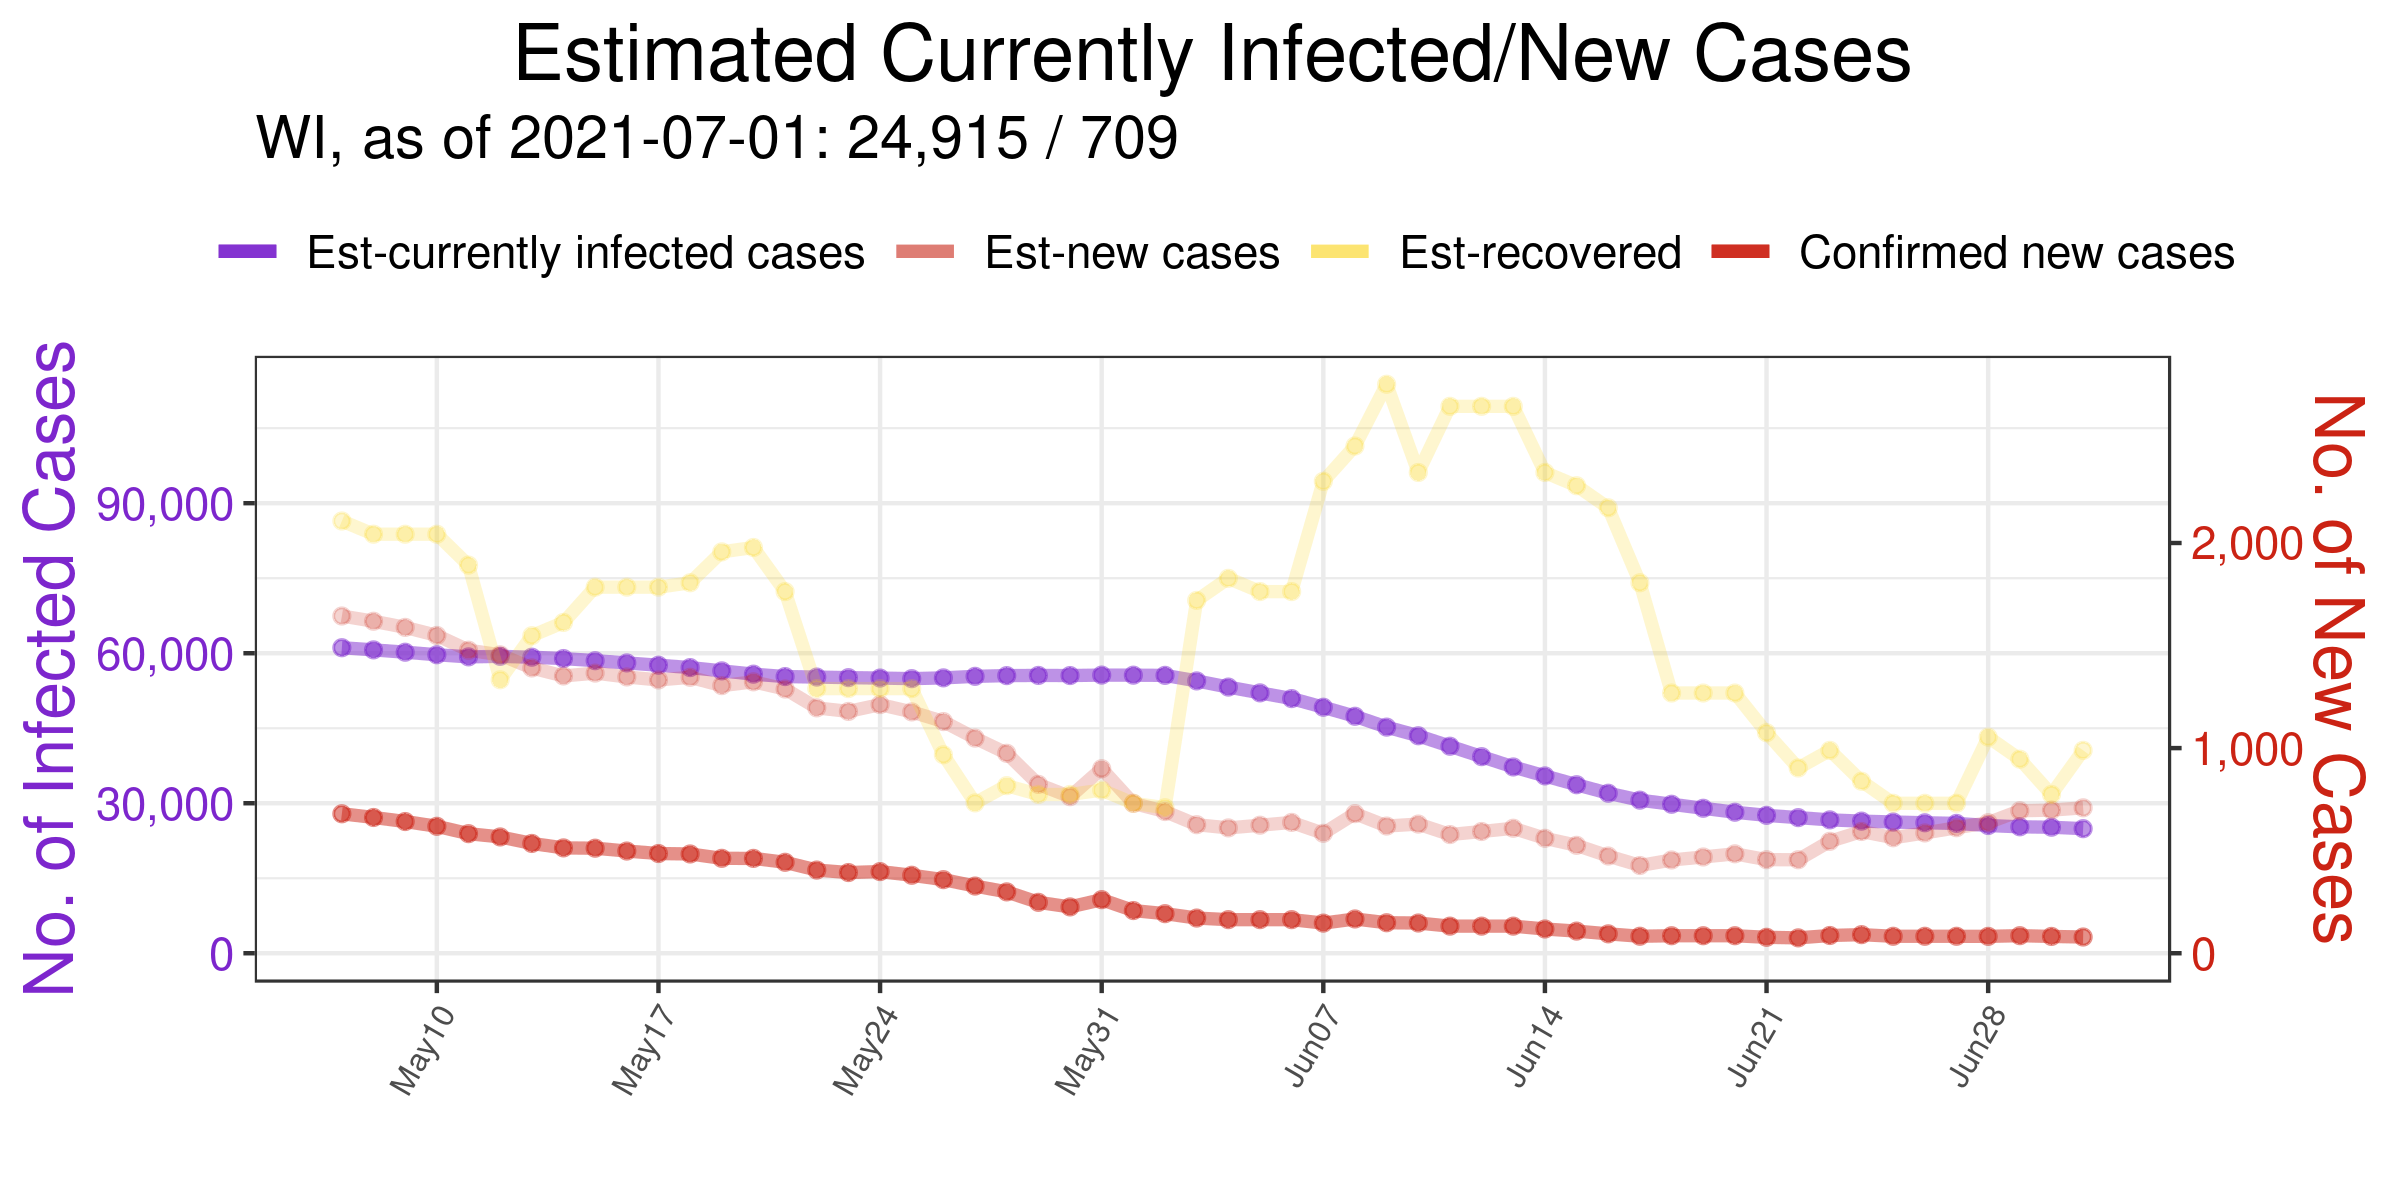 Estimated Currently Infected/New Cases
WI, as of 2021-07-01: 24,915 / 709
Est-currently infected cases
Est-new cases
Est-recovered
Confirmed new cases
No. of Infected Cases
90,000
60,000
30,000
0
2,000
1,000
0
No. of New Cases
May10
May17
May24
May31
Jun07
Jun14
Jun21
Jun28